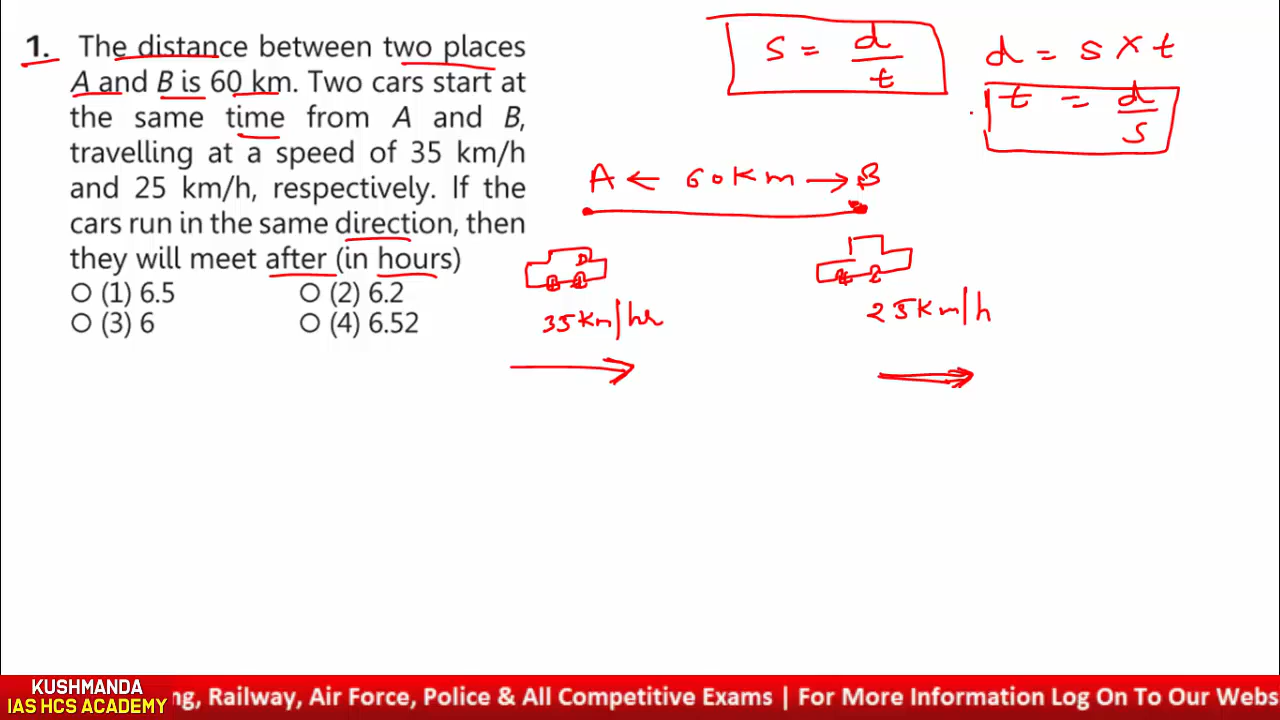 1. The distance between two places
A and B is 60 km. Two cars start at
the same time from A and B,
travelling at a speed of 35 km/h
and 25 km/h, respectively. If the
cars run in the same direction, then
they will meet after (in hours)
O (1) 6.5 O (2) 6.2
O (3) 6 O (4) 6.52
s = d/t
d = s × t
t = d/s
A ← 60Km → B
35Km/hr
25Km/h
KUSHMANDA
IAS HCS ACADEMY
ng, Railway, Air Force, Police & All Competitive Exams | For More Information Log On To Our Webs